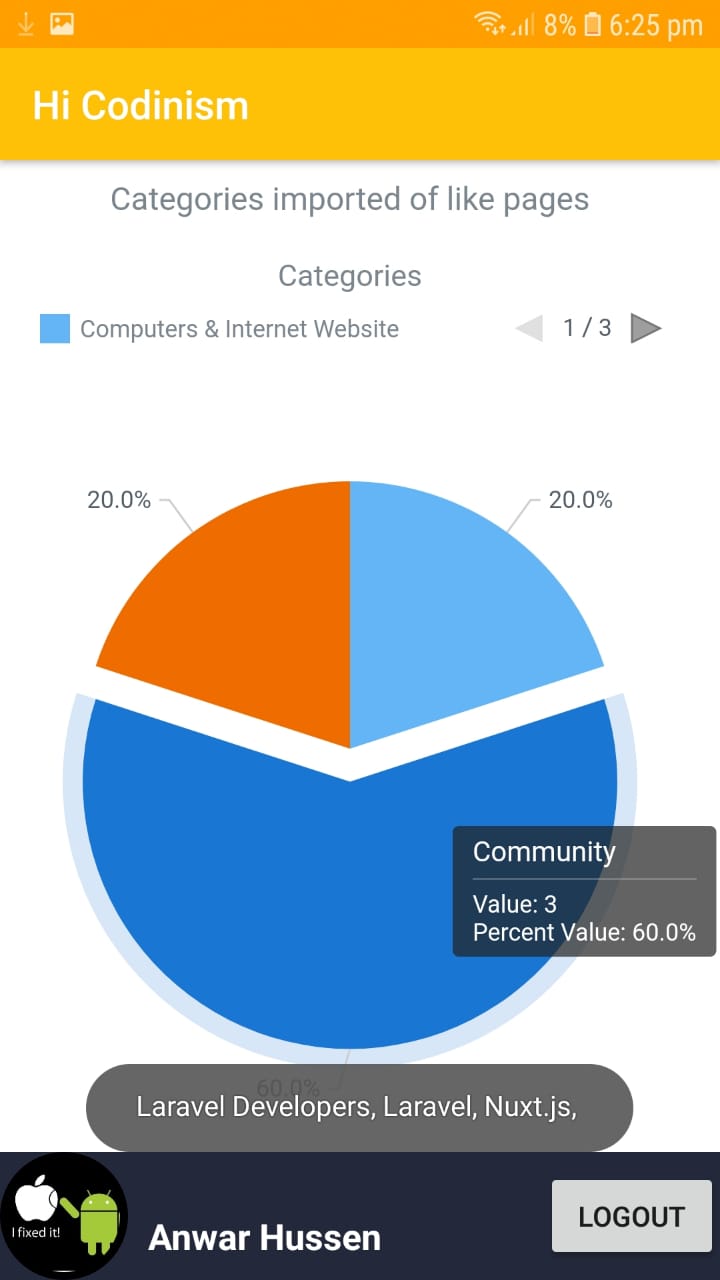 8% 6:25 pm
Hi Codinism
Categories imported of like pages
Categories
Computers & Internet Website
1 / 3
20.0%
20.0%
Community
Value: 3
Percent Value: 60.0%
60.0%
Laravel Developers, Laravel, Nuxt.js,
I fixed it!
Anwar Hussen
LOGOUT